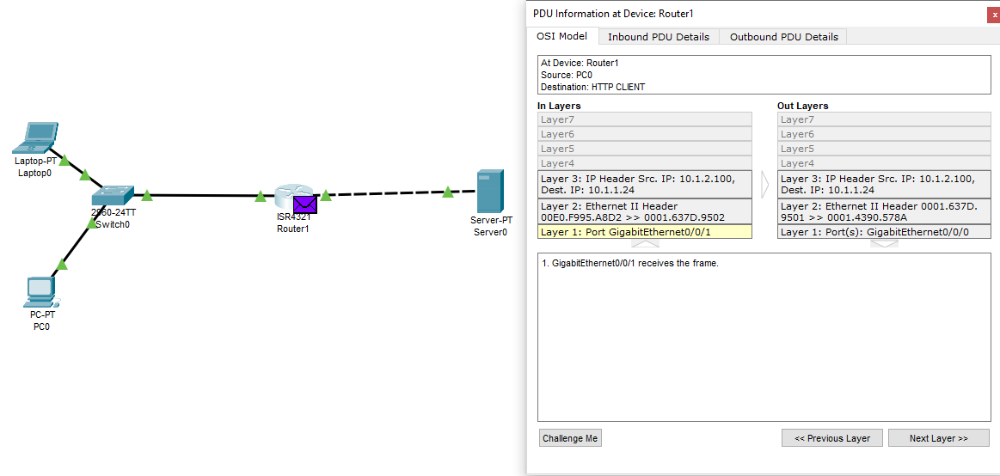 Laptop-PT
Laptop0
2960-24TT
Switch0
ISR4321
Router1
Server-PT
Server0
PC-PT
PC0
PDU Information at Device: Router1
x
OSI Model
Inbound PDU Details
Outbound PDU Details
At Device: Router1
Source: PC0
Destination: HTTP CLIENT
In Layers
Layer7
Layer6
Layer5
Layer4
Layer 3: IP Header Src. IP: 10.1.2.100,
Dest. IP: 10.1.1.24
Layer 2: Ethernet II Header
00E0.F995.A8D2 >> 0001.637D.9502
Layer 1: Port GigabitEthernet0/0/1
Out Layers
Layer7
Layer6
Layer5
Layer4
Layer 3: IP Header Src. IP: 10.1.2.100,
Dest. IP: 10.1.1.24
Layer 2: Ethernet II Header 0001.637D.
9501 >> 0001.4390.578A
Layer 1: Port(s): GigabitEthernet0/0/0
1. GigabitEthernet0/0/1 receives the frame.
Challenge Me
<< Previous Layer
Next Layer >>